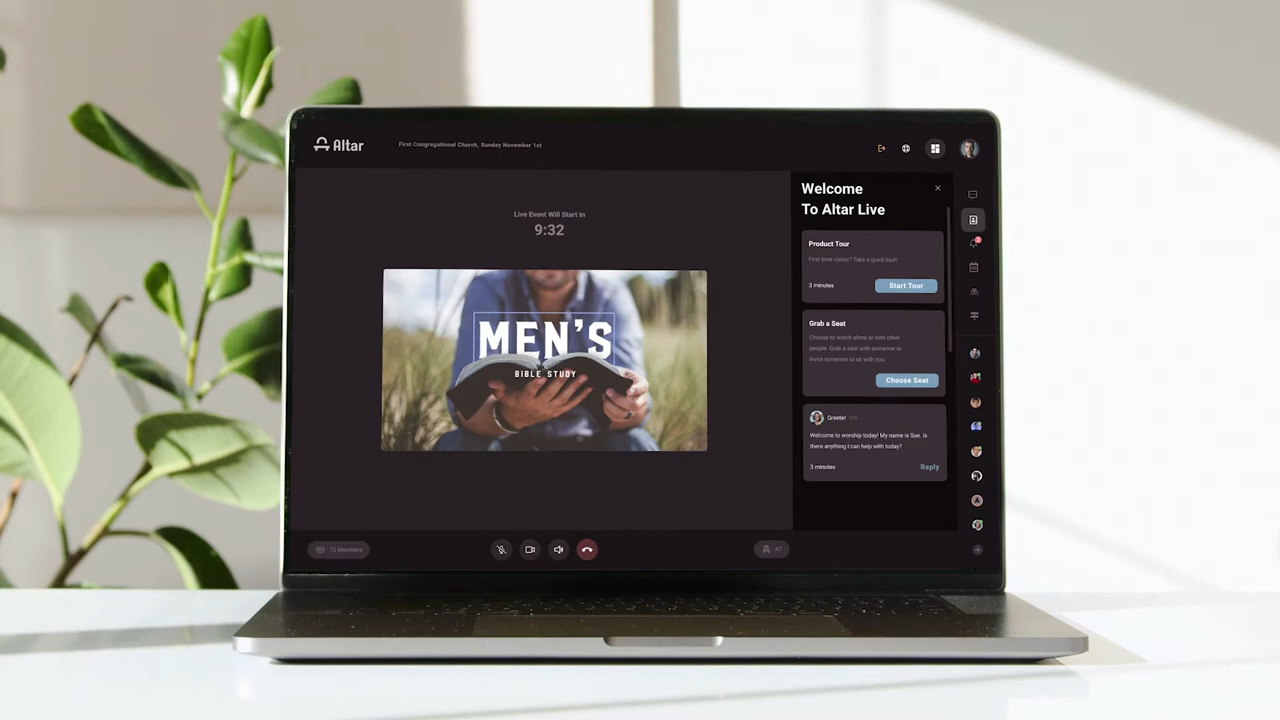 Altar
First Congregational Church, Sunday November 1st
Live Event Will Start In
9:32
MEN'S
BIBLE STUDY
Welcome
To Altar Live
Product Tour
First time visitor? Take a quick tour!
3 minutes
Start Tour
Grab a Seat
Choose to watch alone or with other
people. Grab a seat with someone or
invite someone to sit with you.
Choose Seat
Greeter
Welcome to worship today! My name is Sue. Is
there anything I can help with today?
3 minutes
Reply
72 Members
A7
A